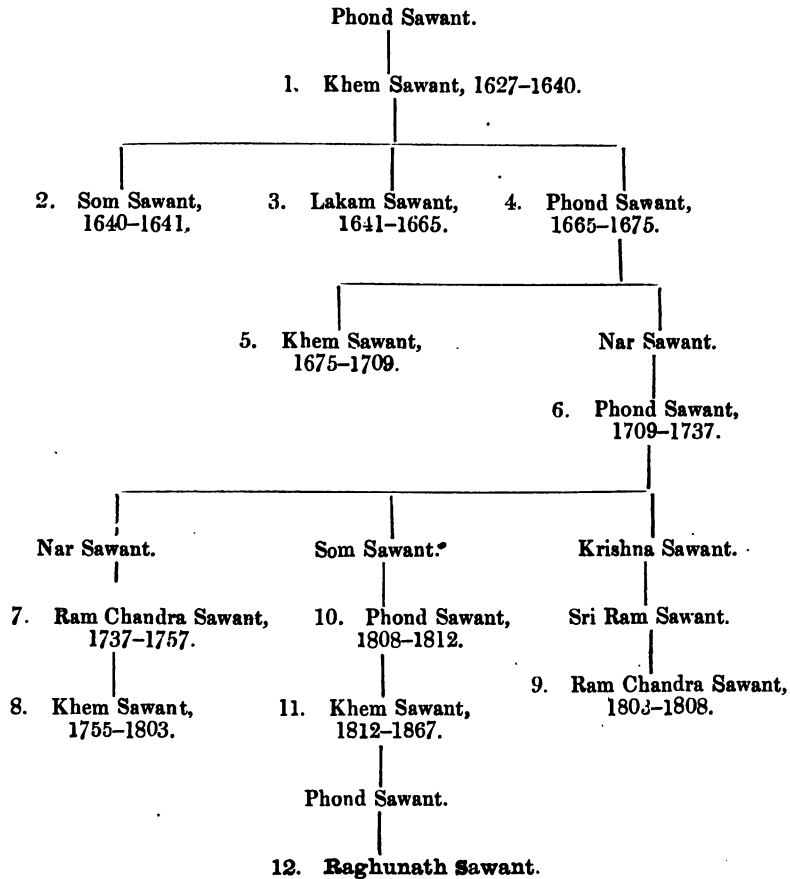 Phond Sawant.
1. Khem Sawant, 1627–1640.
2. Som Sawant, 3. Lakam Sawant, 4. Phond Sawant,
1640–1641. 1641–1665. 1665–1675.
5. Khem Sawant, Nar Sawant.
1675–1709.
6. Phond Sawant,
1709–1737.
Nar Sawant. Som Sawant. Krishna Sawant.
7. Ram Chandra Sawant, 10. Phond Sawant, Sri Ram Sawant.
1737–1757. 1808–1812.
9. Ram Chandra Sawant,
8. Khem Sawant, 11. Khem Sawant, 1803–1808.
1755–1803. 1812–1867.
Phond Sawant.
12. Raghunath Sawant.